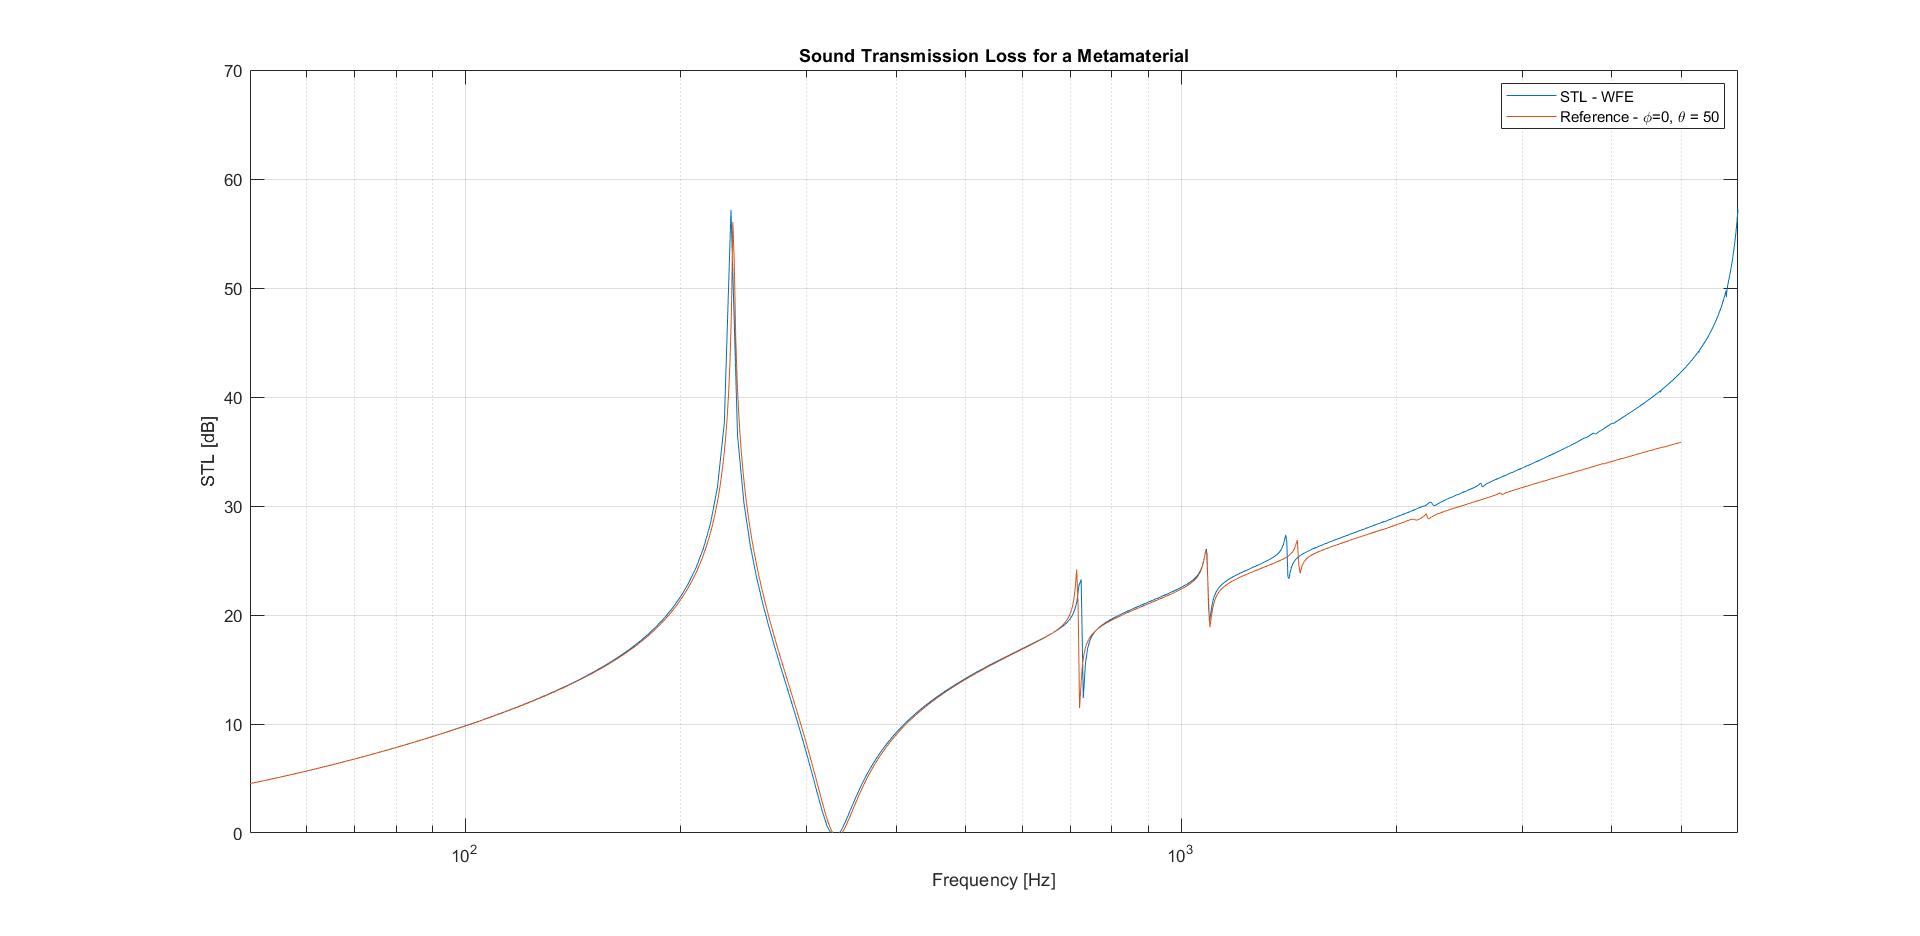 Sound Transmission Loss for a Metamaterial
STL - WFE
Reference - ϕ=0, θ = 50
70
60
50
40
30
20
10
0
STL [dB]
10²
10³
Frequency [Hz]